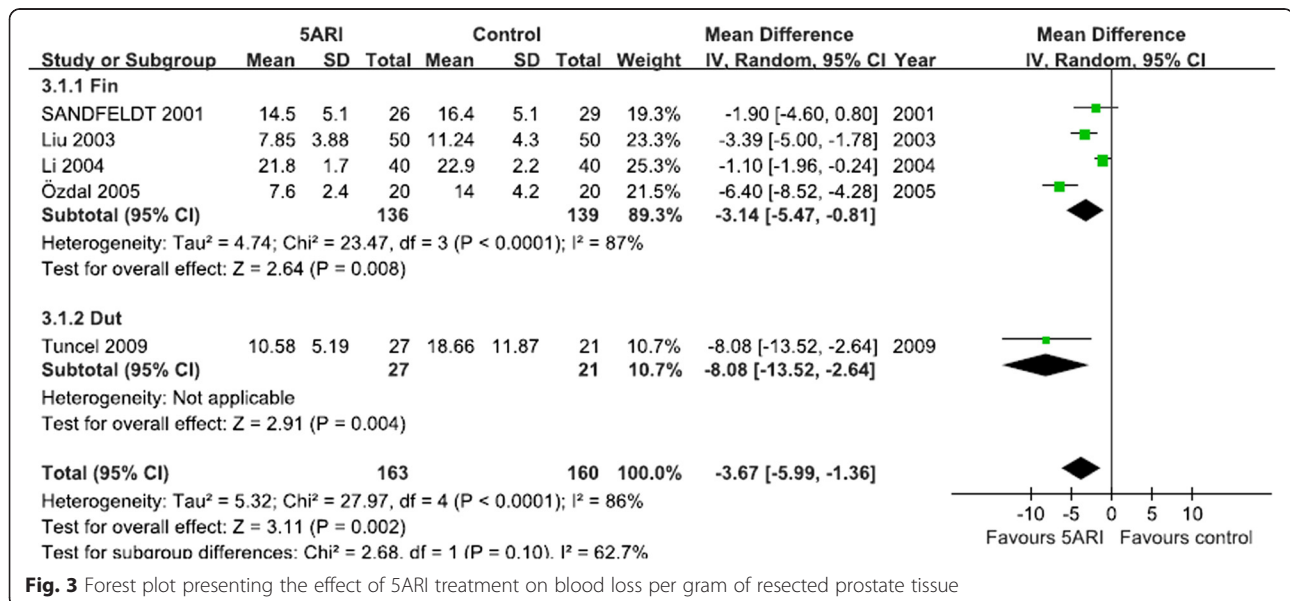 5ARI Control Mean Difference Mean Difference
Study or Subgroup Mean SD Total Mean SD Total Weight IV, Random, 95% CI Year IV, Random, 95% CI
3.1.1 Fin
SANDFELDT 2001 14.5 5.1 26 16.4 5.1 29 19.3% -1.90 [-4.60, 0.80] 2001
Liu 2003 7.85 3.88 50 11.24 4.3 50 23.3% -3.39 [-5.00, -1.78] 2003
Li 2004 21.8 1.7 40 22.9 2.2 40 25.3% -1.10 [-1.96, -0.24] 2004
Özdal 2005 7.6 2.4 20 14 4.2 20 21.5% -6.40 [-8.52, -4.28] 2005
Subtotal (95% CI) 136 139 89.3% -3.14 [-5.47, -0.81]
Heterogeneity: Tau² = 4.74; Chi² = 23.47, df = 3 (P < 0.0001); I² = 87%
Test for overall effect: Z = 2.64 (P = 0.008)
3.1.2 Dut
Tuncel 2009 10.58 5.19 27 18.66 11.87 21 10.7% -8.08 [-13.52, -2.64] 2009
Subtotal (95% CI) 27 21 10.7% -8.08 [-13.52, -2.64]
Heterogeneity: Not applicable
Test for overall effect: Z = 2.91 (P = 0.004)
Total (95% CI) 163 160 100.0% -3.67 [-5.99, -1.36]
Heterogeneity: Tau² = 5.32; Chi² = 27.97, df = 4 (P < 0.0001); I² = 86%
Test for overall effect: Z = 3.11 (P = 0.002)
Test for subgroup differences: Chi² = 2.68, df = 1 (P = 0.10), I² = 62.7%
-10 -5 0 5 10
Favours 5ARI Favours control
Fig. 3 Forest plot presenting the effect of 5ARI treatment on blood loss per gram of resected prostate tissue